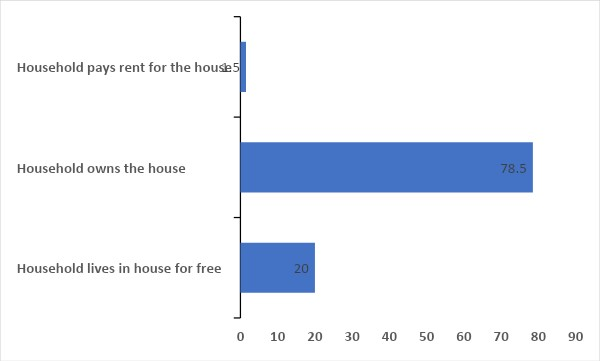 Household pays rent for the house
1.5
Household owns the house
78.5
Household lives in house for free
20
0 10 20 30 40 50 60 70 80 90